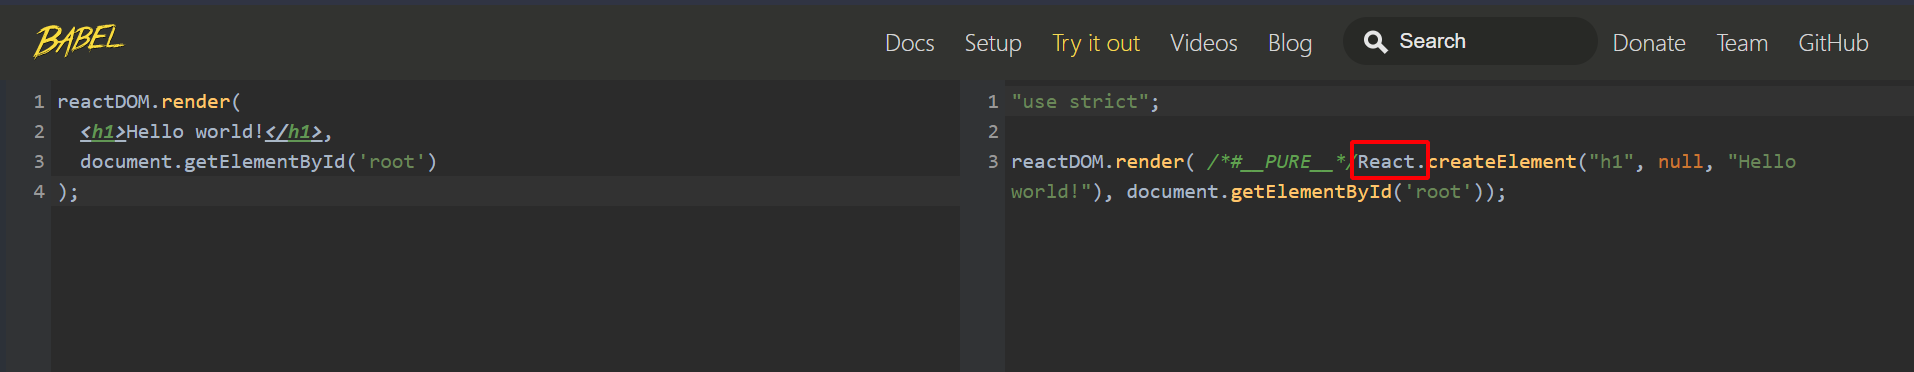 BABEL
Docs Setup Try it out Videos Blog Search Donate Team GitHub
1 reactDOM.render(
2 <h1>Hello world!</h1>,
3 document.getElementById('root')
4 );
1 "use strict";
2
3 reactDOM.render( /*#__PURE__*/React.createElement("h1", null, "Hello
world!"), document.getElementById('root'));